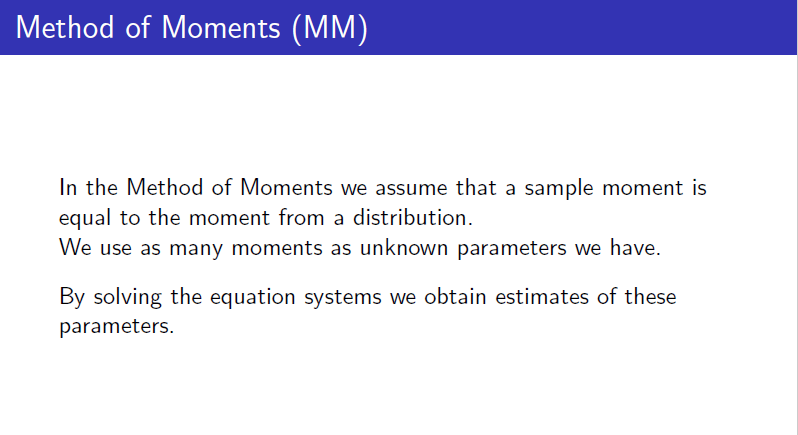 Method of Moments (MM)
In the Method of Moments we assume that a sample moment is
equal to the moment from a distribution.
We use as many moments as unknown parameters we have.
By solving the equation systems we obtain estimates of these
parameters.